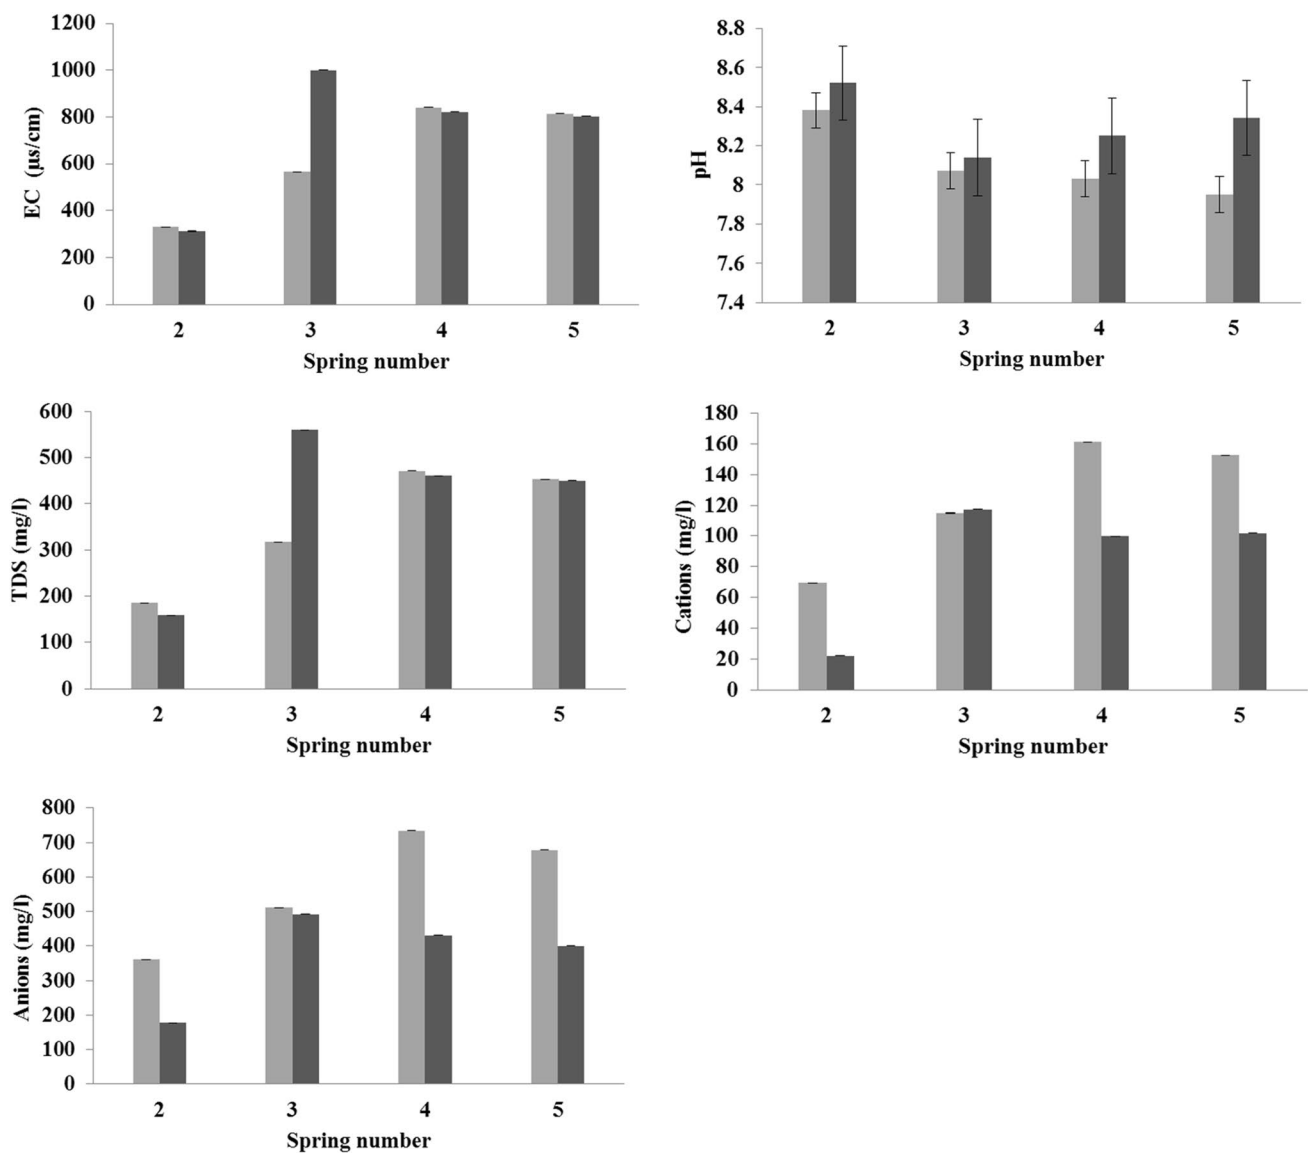 1200
1000
800
600
400
200
0
EC (µs/cm)
2 3 4 5
Spring number
8.8
8.6
8.4
8.2
8
7.8
7.6
7.4
pH
2 3 4 5
Spring number
600
500
400
300
200
100
0
TDS (mg/l)
2 3 4 5
Spring number
180
160
140
120
100
80
60
40
20
0
Cations (mg/l)
2 3 4 5
Spring number
800
700
600
500
400
300
200
100
0
Anions (mg/l)
2 3 4 5
Spring number